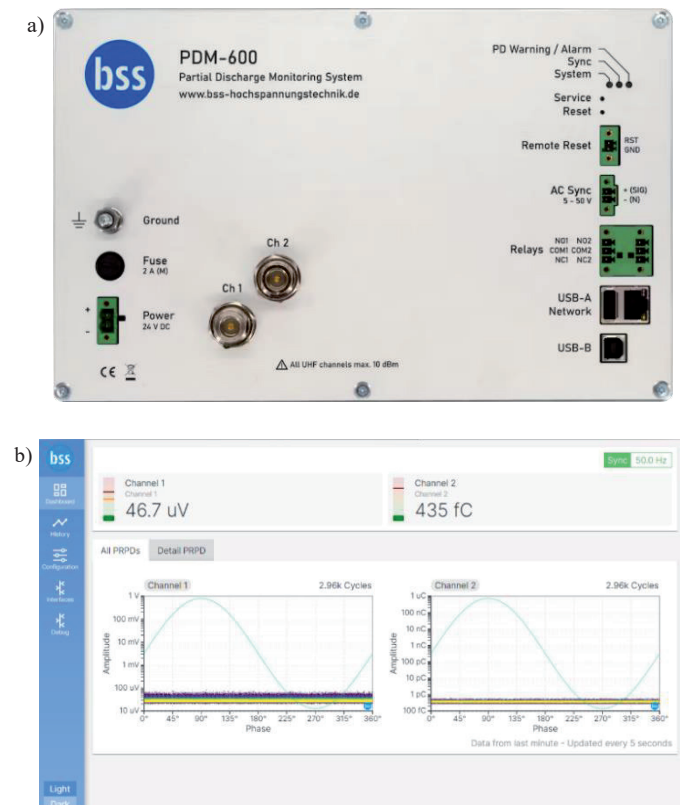 a)
bss
PDM-600
Partial Discharge Monitoring System
www.bss-hochspannungstechnik.de
PD Warning / Alarm
Sync
System
Service
Reset
Remote Reset
RST
GND
AC Sync
5 - 50 V
+ (SIG)
- (N)
Relays
NO1 NO2
COM1 COM2
NC1 NC2
USB-A
Network
USB-B
Ground
Fuse
2 A (M)
+
Power
24 V DC
-
Ch 2
Ch 1
CE
All UHF channels max. 10 dBm
b)
bss
Dashboard
History
Configuration
Interfaces
Debug
Light
Dark
Sync 50.0 Hz
Channel 1
Channel 1
46.7 uV
Channel 2
Channel 2
435 fC
All PRPDs Detail PRPD
Channel 1 2.96k Cycles
Amplitude
1 V
100 mV
10 mV
1 mV
100 uV
10 uV
0° 45° 90° 135° 180° 225° 270° 315° 360°
Phase
Channel 2 2.96k Cycles
Amplitude
1 uC
100 nC
10 nC
1 nC
100 pC
10 pC
1 pC
100 fC
0° 45° 90° 135° 180° 225° 270° 315° 360°
Phase
Data from last minute - Updated every 5 seconds